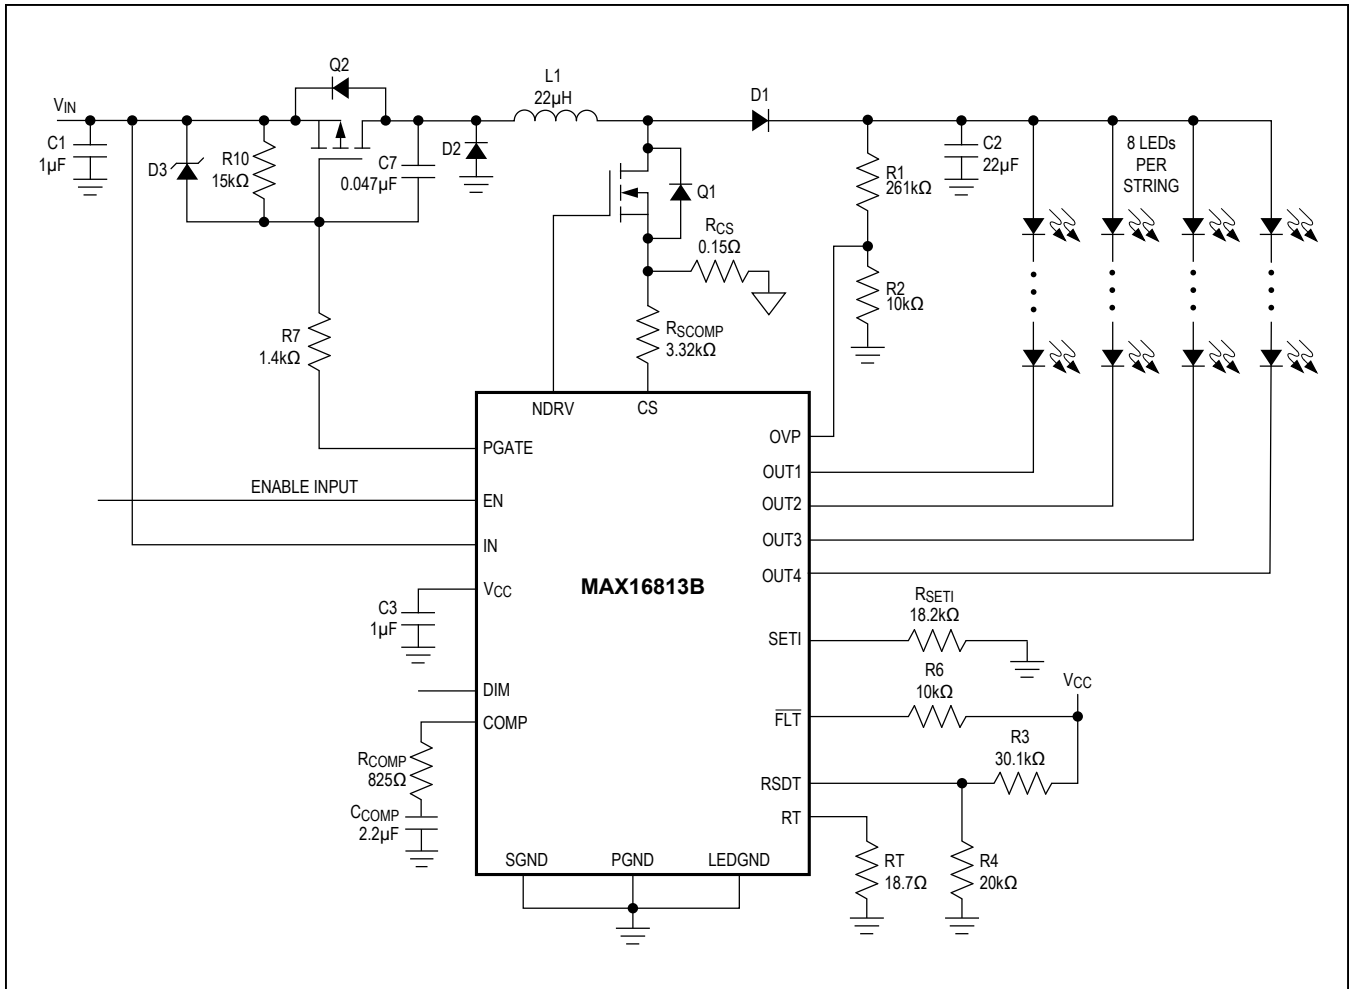 Q2
L1
22µH
D1
VIN
C1
1µF
D3
R10
15kΩ
C7
0.047µF
D2
Q1
RCS
0.15Ω
R1
261kΩ
C2
22µF
8 LEDs
PER
STRING
R2
10kΩ
R7
1.4kΩ
RSCOMP
3.32kΩ
NDRV
CS
PGATE
OVP
ENABLE INPUT
EN
OUT1
OUT2
IN
OUT3
OUT4
MAX16813B
VCC
C3
1µF
RSETI
18.2kΩ
SETI
DIM
R6
10kΩ
VCC
FLT
COMP
RCOMP
825Ω
R3
30.1kΩ
RSDT
CCOMP
2.2µF
RT
SGND
PGND
LEDGND
RT
18.7Ω
R4
20kΩ